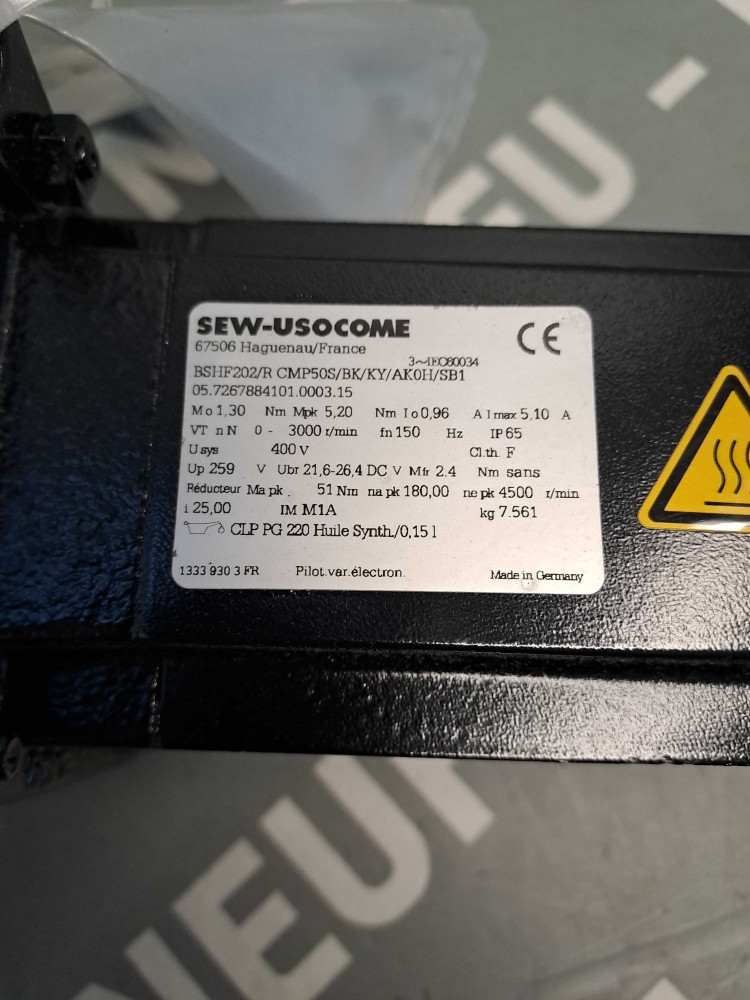 NEU -
SEW-USOCOME
CE
67506 Haguenau/France
3~IEC60034
BSHF202/R CMP50S/BK/KY/AK0H/SB1
05.7267884101.0003.15
Mo 1,30 Nm Mpk 5,20 Nm Io 0,96 A Imax 5,10 A
VT nN 0 - 3000 r/min fn 150 Hz IP 65
Usys 400 V Cl.th. F
Up 259 V Ubr 21,6-26,4 DC V Mfr 2.4 Nm sans
Réducteur Ma pk . 51 Nm na pk 180,00 ne pk 4500 r/min
i 25,00 IM M1A kg 7.561
CLP PG 220 Huile Synth./0,15 l
1333 930 3 FR Pilot.var.électron. Made in Germany
NEUF